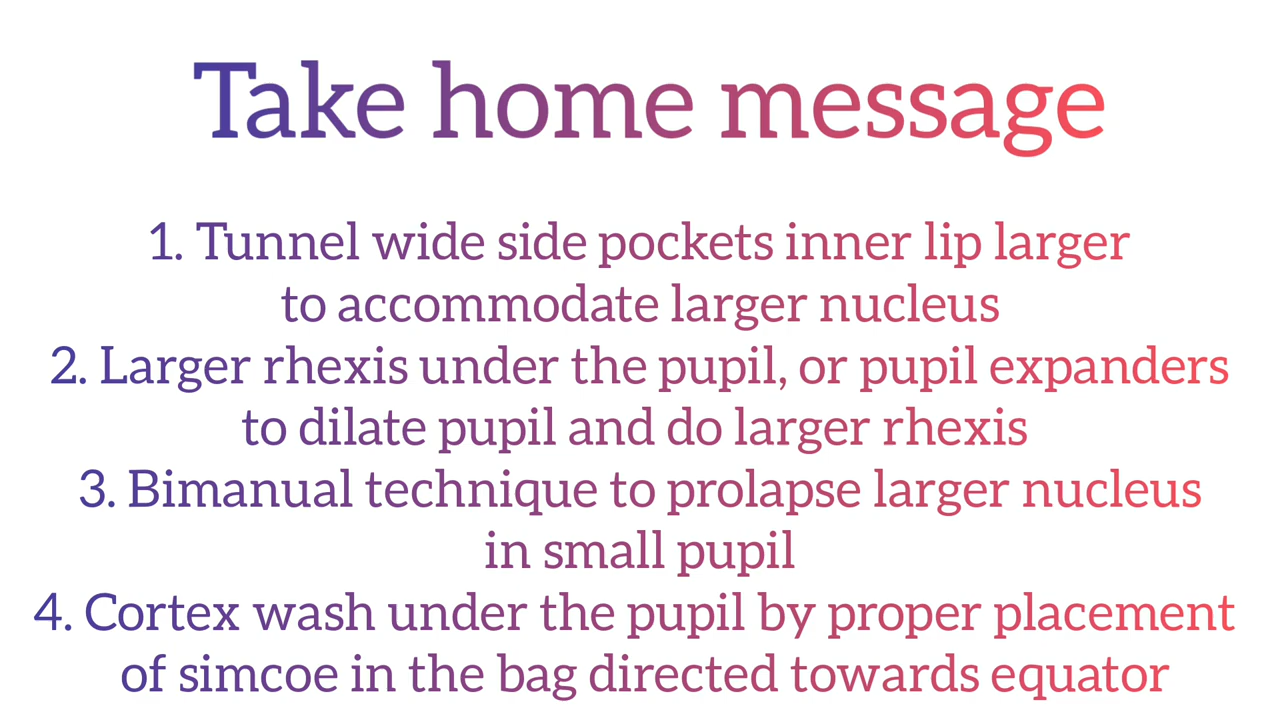 Take home message
1. Tunnel wide side pockets inner lip larger
to accommodate larger nucleus
2. Larger rhexis under the pupil, or pupil expanders
to dilate pupil and do larger rhexis
3. Bimanual technique to prolapse larger nucleus
in small pupil
4. Cortex wash under the pupil by proper placement
of simcoe in the bag directed towards equator